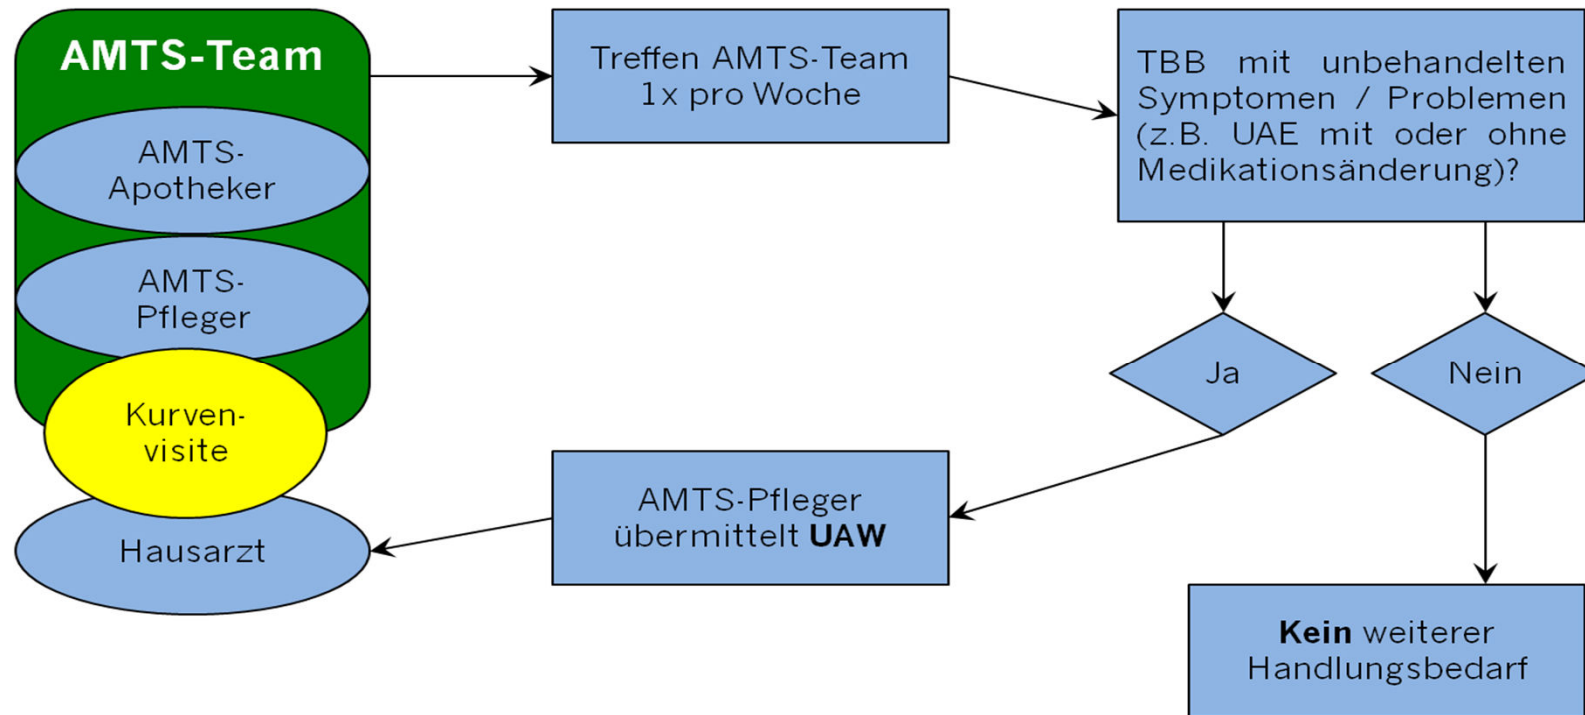 AMTS-Team
AMTS-
Apotheker
AMTS-
Pfleger
Kurven-
visite
Hausarzt
Treffen AMTS-Team
1x pro Woche
TBB mit unbehandelten
Symptomen / Problemen
(z.B. UAE mit oder ohne
Medikationsänderung)?
Ja
Nein
AMTS-Pfleger
übermittelt UAW
Kein weiterer
Handlungsbedarf